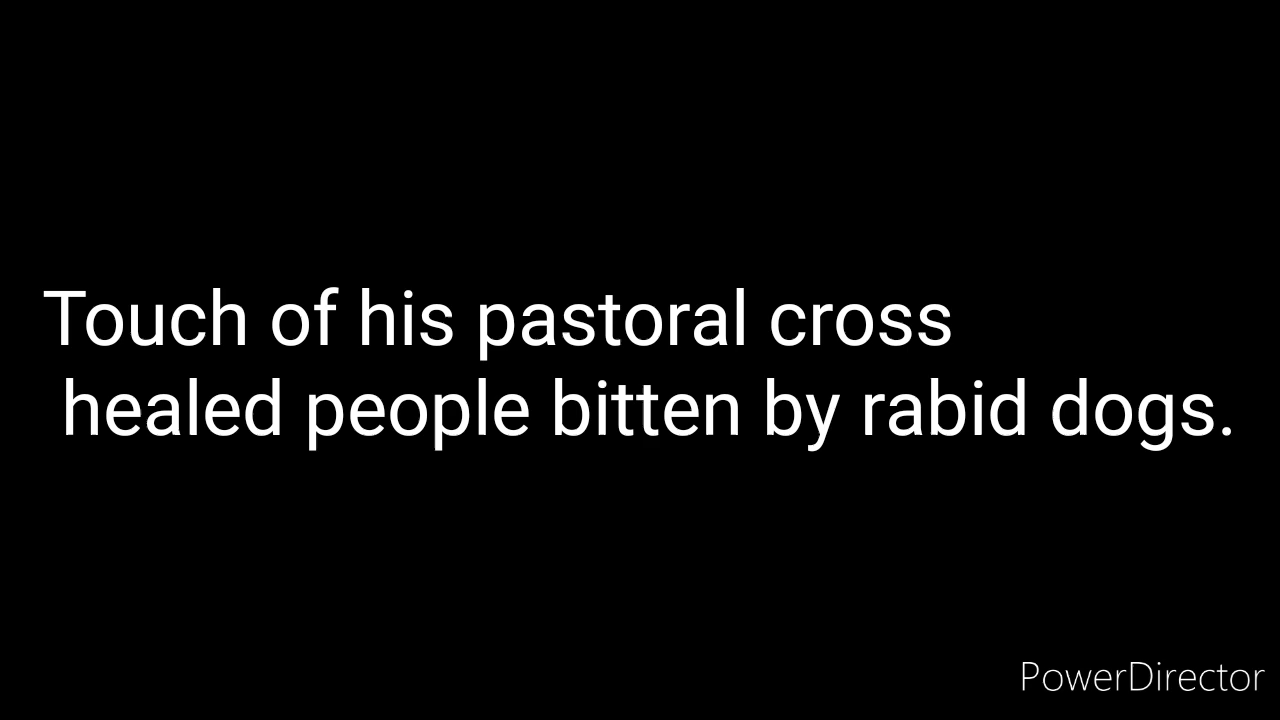 Touch of his pastoral cross
healed people bitten by rabid dogs.
PowerDirector